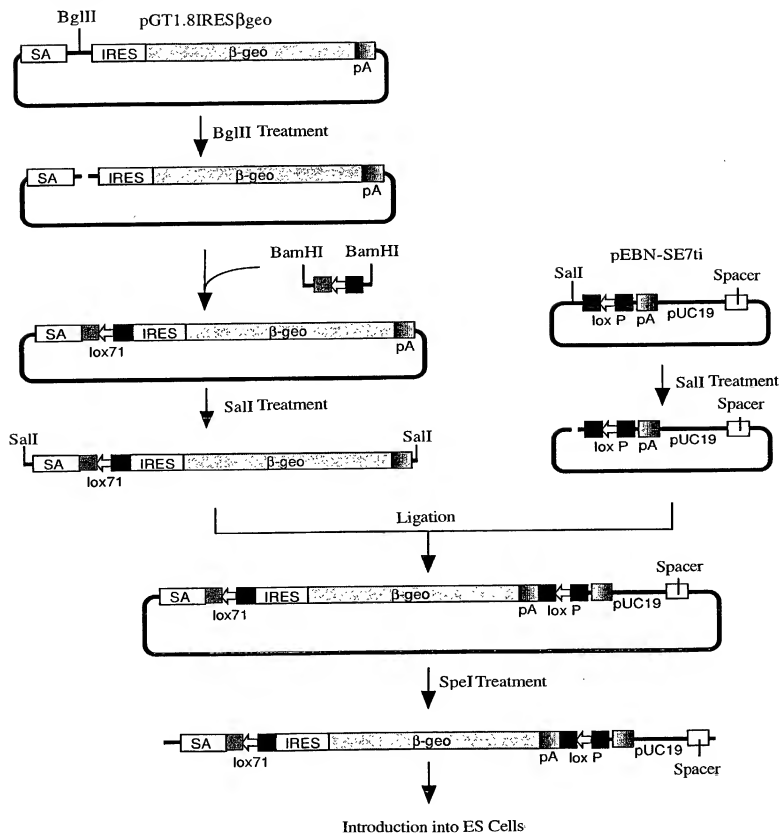 BglII
pGT1.8IRESβgeo
SA
IRES
β-geo
pA
BglII Treatment
SA
IRES
β-geo
pA
BamHI BamHI
SA
lox71
IRES
β-geo
pA
SalI Treatment
SalI
SA
lox71
IRES
β-geo
SalI
pEBN-SE7ti
SalI
Spacer
lox P
pA
pUC19
SalI Treatment
Spacer
lox P
pA
pUC19
Ligation
SA
lox71
IRES
β-geo
pA
lox P
pUC19
Spacer
SpeI Treatment
SA
lox71
IRES
β-geo
pA
lox P
pUC19
Spacer
Introduction into ES Cells